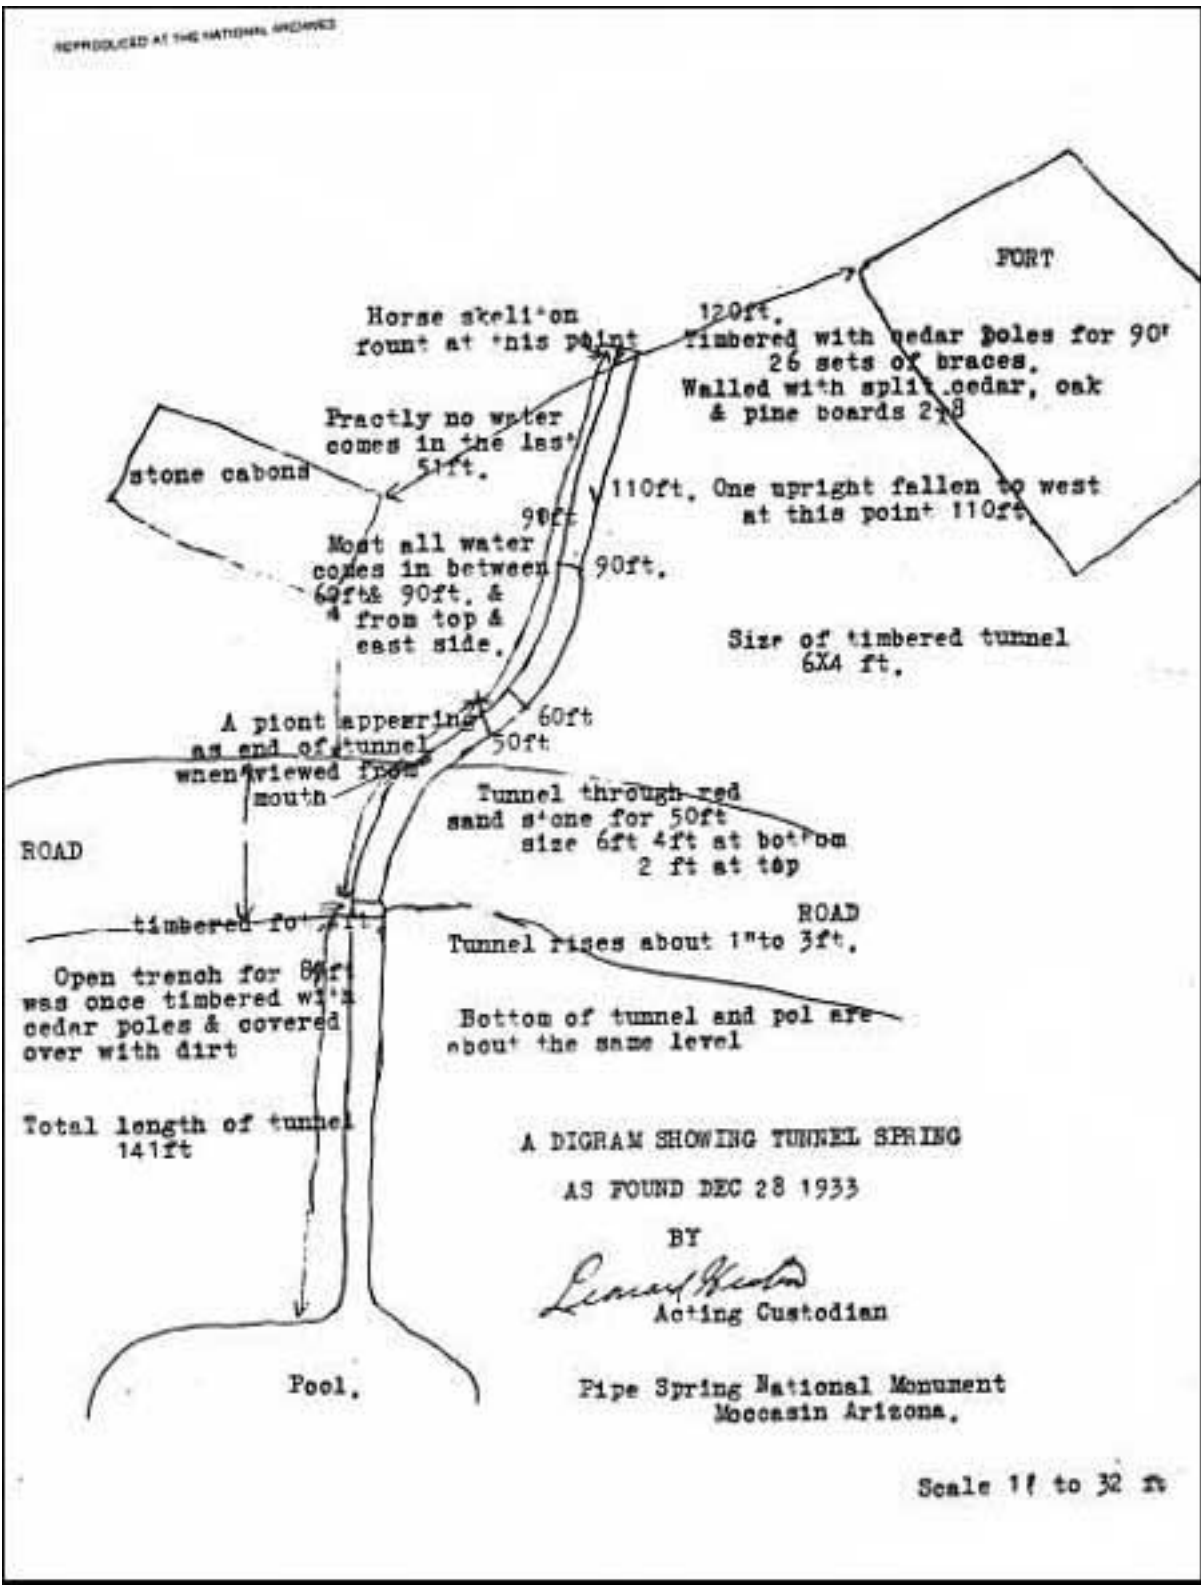 REPRODUCED AT THE NATIONAL ARCHIVES
FORT
Horse skeli*on
fount at this point
120ft.
Timbered with cedar poles for 90'
26 sets of braces.
Walled with split cedar, oak
& pine boards
Practly no water
comes in the last
51ft.
stone cabons
110ft. One upright fallen to west
at this point 110ft.
90ft
Most all water
comes in between
60ft& 90ft. &
from top &
east side.
90ft.
Size of timbered tunnel
6X4 ft.
A piont appearing
as end of tunnel
wnen viewed from
mouth
60ft
50ft
Tunnel through red
sand stone for 50ft
size 6ft 4ft at bottom
2 ft at top
ROAD
timbered
ROAD
Tunnel rises about 1"to 3ft.
Open trench for
was once timbered with
cedar poles & covered
over with dirt
Bottom of tunnel and pol are
about the same level
Total length of tunnel
141ft
A DIGRAM SHOWING TUNNEL SPRING
AS FOUND DEC 28 1933
BY
Acting Custodian
Pool.
Pipe Spring National Monument
Moccasin Arizona.
Scale 1" to 32 ft